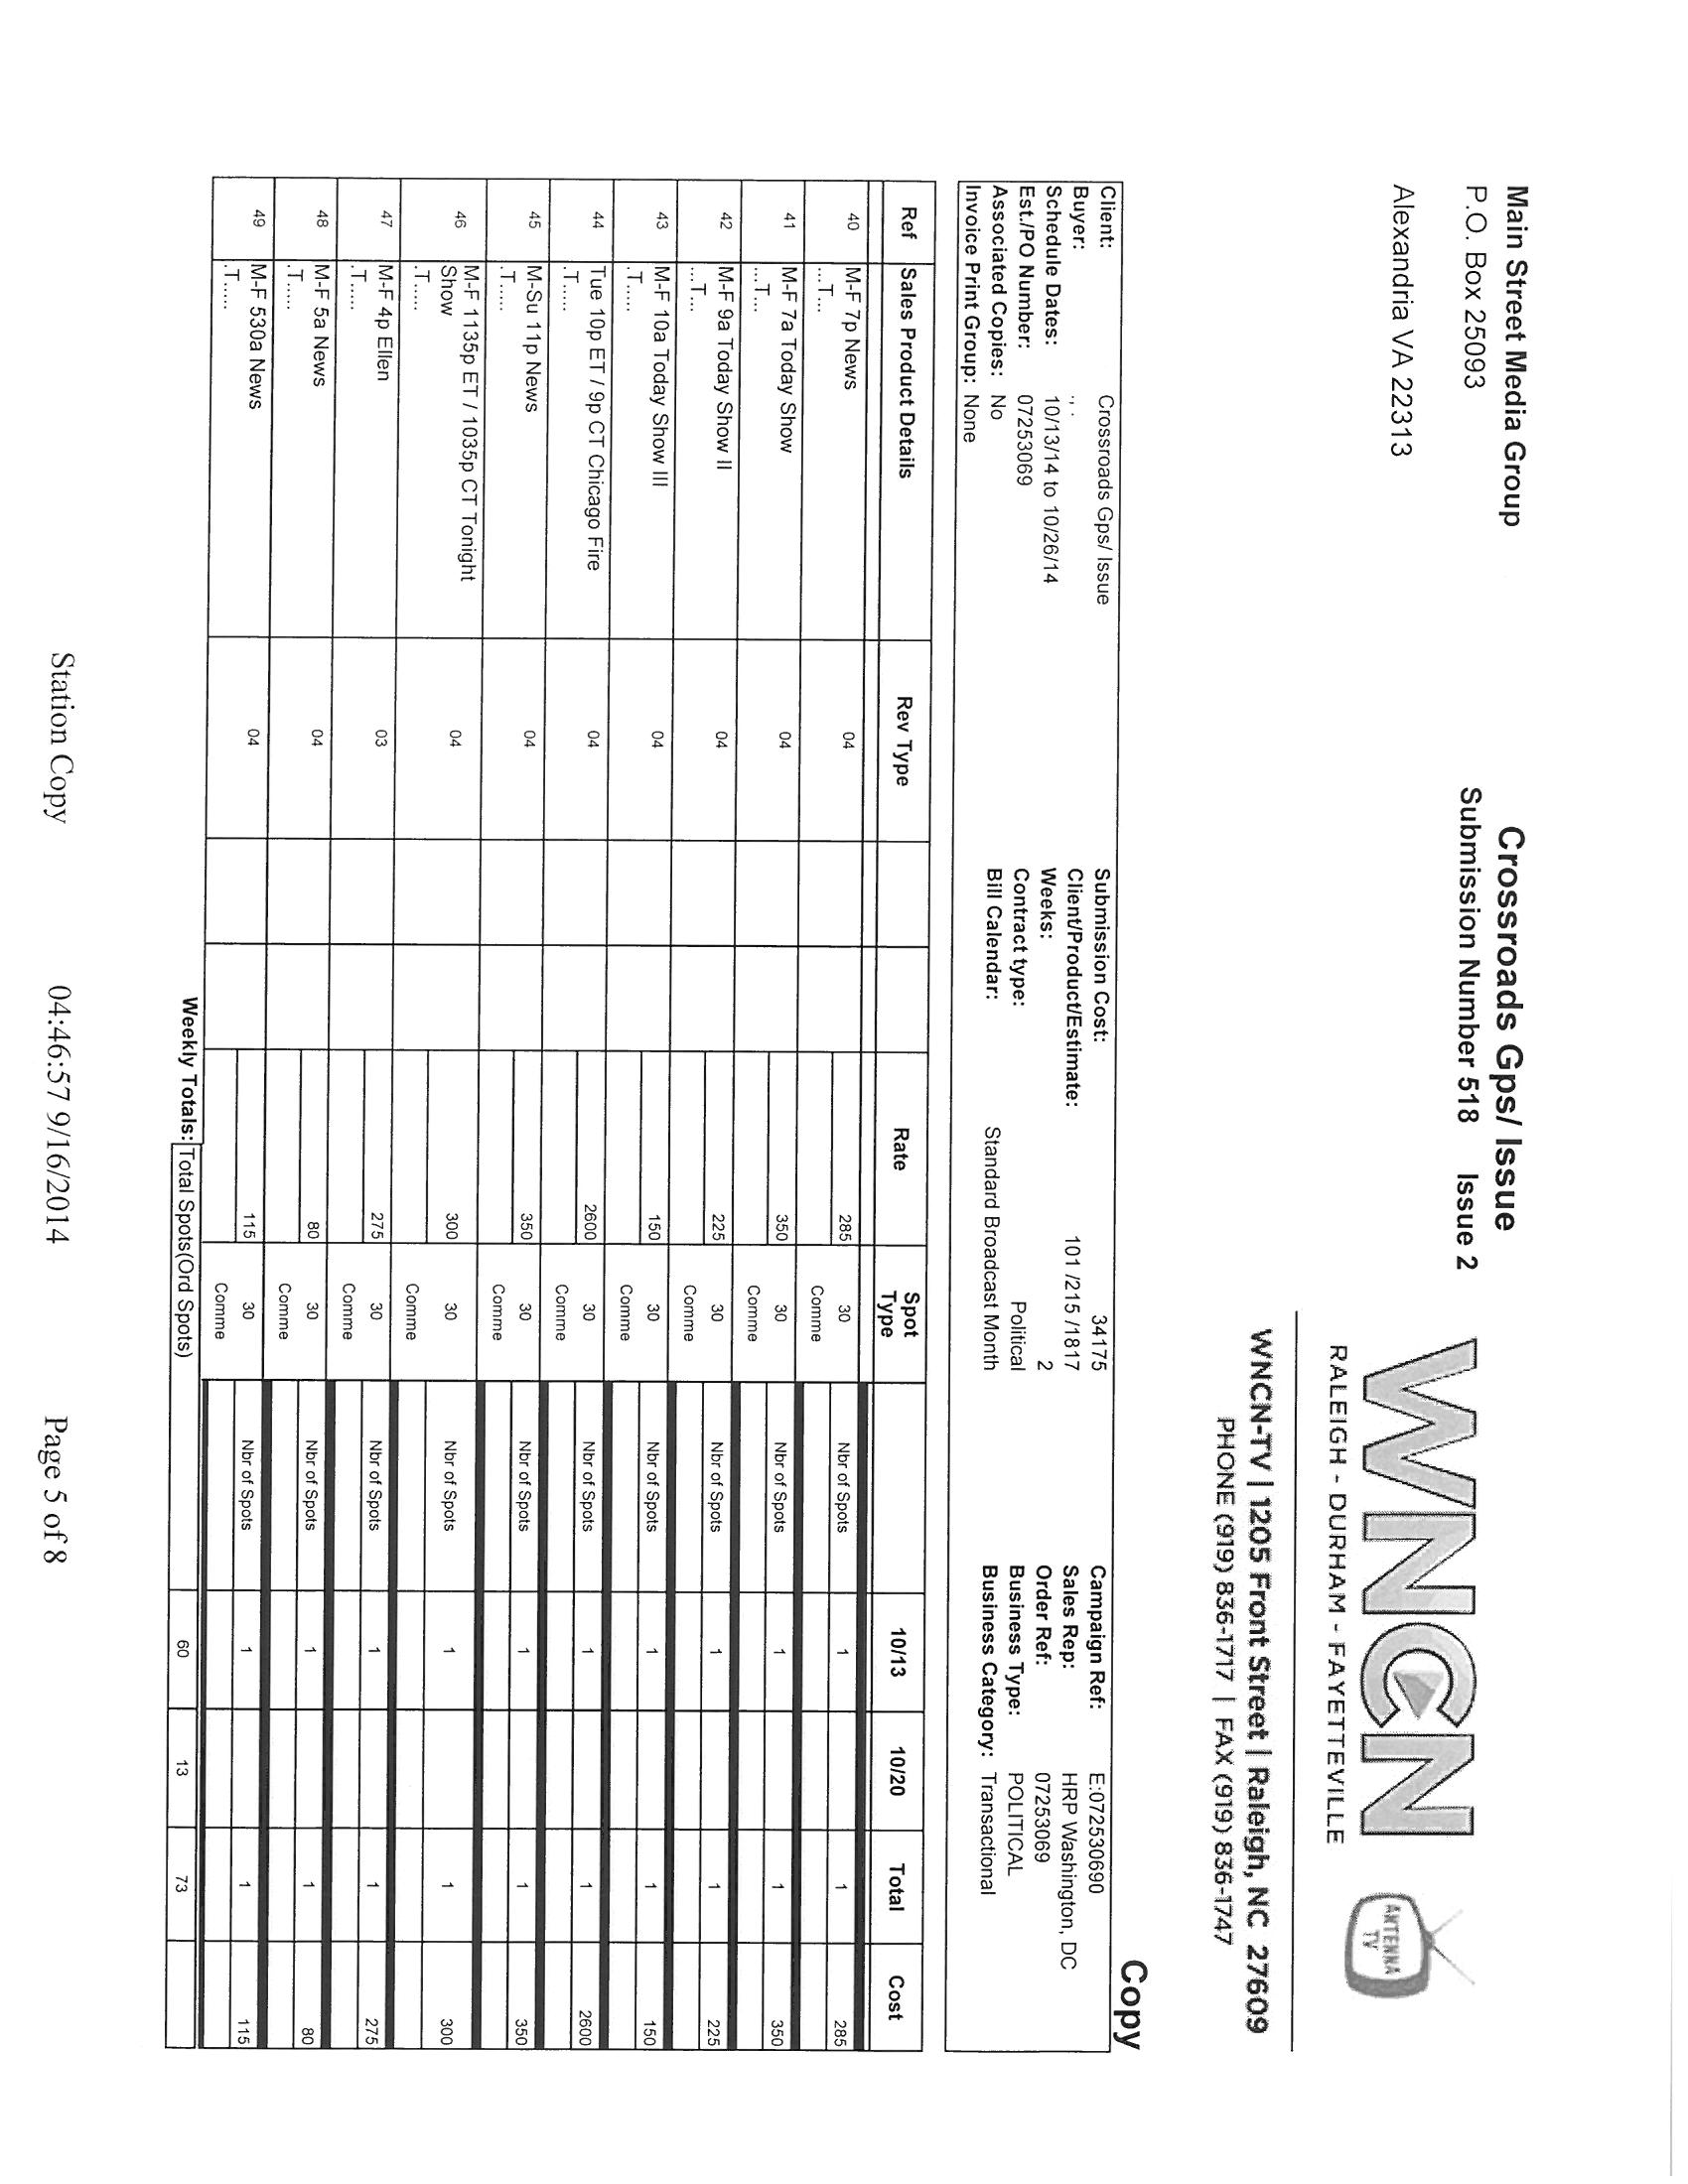 Main Street Media Group
P.O. Box 25093
Alexandria VA 22313
Crossroads Gps/ Issue
Submission Number 518 Issue 2
WNCN
RALEIGH - DURHAM - FAYETTEVILLE
ANTENNA
TV
WNCN-TV | 1205 Front Street | Raleigh, NC 27609
PHONE (919) 836-1717 | FAX (919) 836-1747
Copy
Client: Crossroads Gps/ Issue Submission Cost: 34175 Campaign Ref: E:072530690
Buyer: , . Client/Product/Estimate: 101 /215 /1817 Sales Rep: HRP Washington, DC
Schedule Dates: 10/13/14 to 10/26/14 Weeks: 2 Order Ref: 07253069
Est./PO Number: 07253069 Contract type: Political Business Type: POLITICAL
Associated Copies: No Bill Calendar: Standard Broadcast Month Business Category: Transactional
Invoice Print Group: None
Ref Sales Product Details Rev Type Rate Spot Type 10/13 10/20 Total Cost
40 M-F 7p News 04 285 30 Nbr of Spots 1 1 285
...T... Comme
41 M-F 7a Today Show 04 350 30 Nbr of Spots 1 1 350
...T... Comme
42 M-F 9a Today Show II 04 225 30 Nbr of Spots 1 1 225
...T... Comme
43 M-F 10a Today Show III 04 150 30 Nbr of Spots 1 1 150
.T..... Comme
44 Tue 10p ET / 9p CT Chicago Fire 04 2600 30 Nbr of Spots 1 1 2600
.T..... Comme
45 M-Su 11p News 04 350 30 Nbr of Spots 1 1 350
.T..... Comme
46 M-F 1135p ET / 1035p CT Tonight 04 300 30 Nbr of Spots 1 1 300
Show
.T..... Comme
47 M-F 4p Ellen 03 275 30 Nbr of Spots 1 1 275
.T..... Comme
48 M-F 5a News 04 80 30 Nbr of Spots 1 1 80
.T..... Comme
49 M-F 530a News 04 115 30 Nbr of Spots 1 1 115
.T..... Comme
Weekly Totals: Total Spots(Ord Spots) 60 13 73
Station Copy 04:46:57 9/16/2014 Page 5 of 8